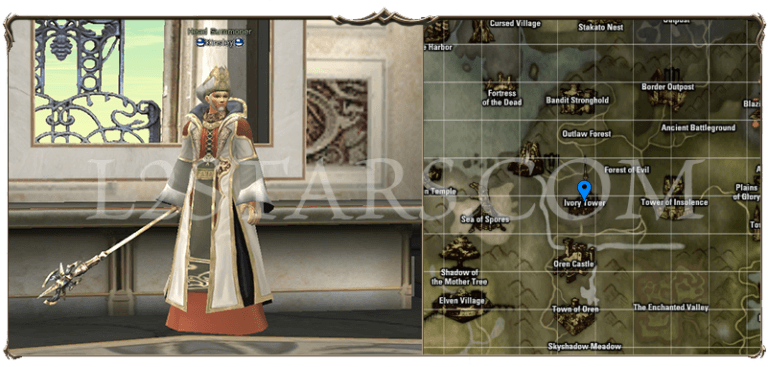 Head Summoner
Cursed Village
Stakato Nest
Outpost
e Harbor
Fortress
of the Dead
Bandit Stronghold
Border Outpost
Blazi
Outlaw Forest
Ancient Battleground
L2STARS.COM
Forest of Evil
n Temple
Ivory Tower
Tower of Insolence
Plains
of Glory
Sea of Spores
Oren Castle
Shadow of
the Mother Tree
Elven Village
Town of Oren
The Enchanted Valley
Skyshadow Meadow